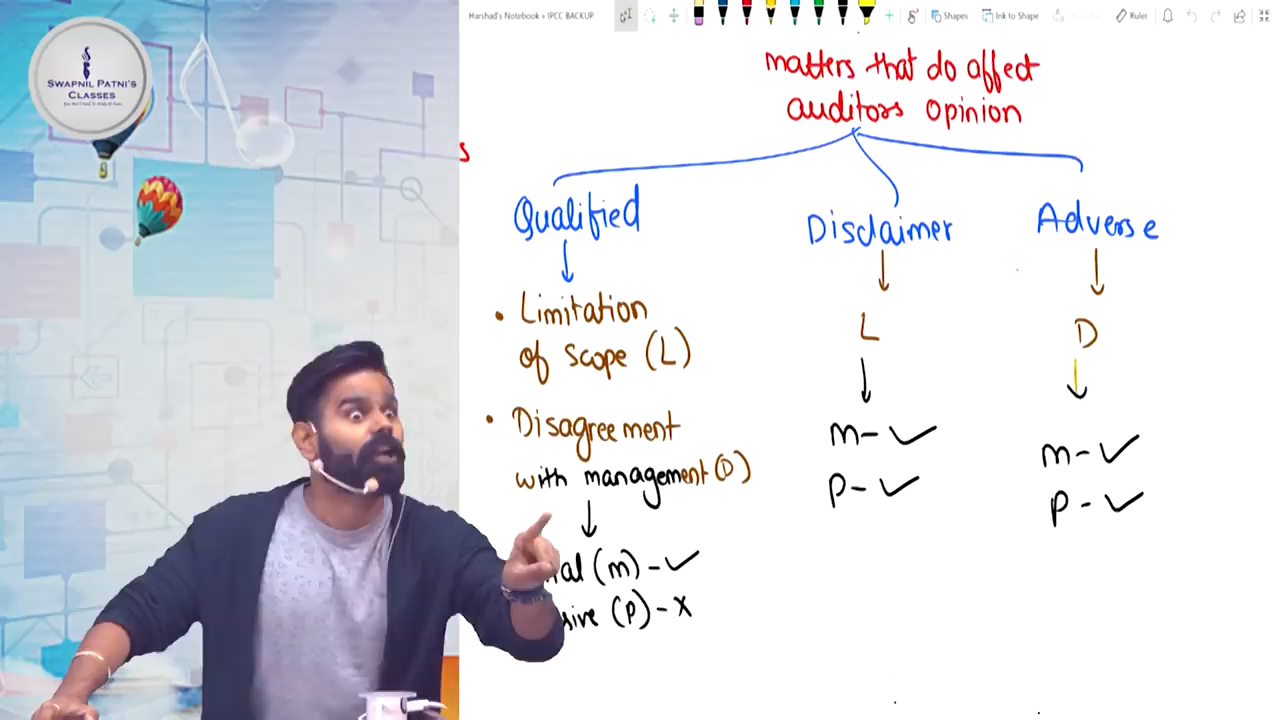 SWAPNIL PATNI'S
CLASSES
Harshad's Notebook » IPCC BACKUP
Shapes
Ink to Shape
Ruler
matters that do affect
auditors opinion
s
Qualified
Disclaimer
Adverse
• Limitation
of scope (L)
L
D
• Disagreement
with management (D)
m- ✓
p- ✓
m- ✓
p - ✓
(m) - ✓
(p) - x